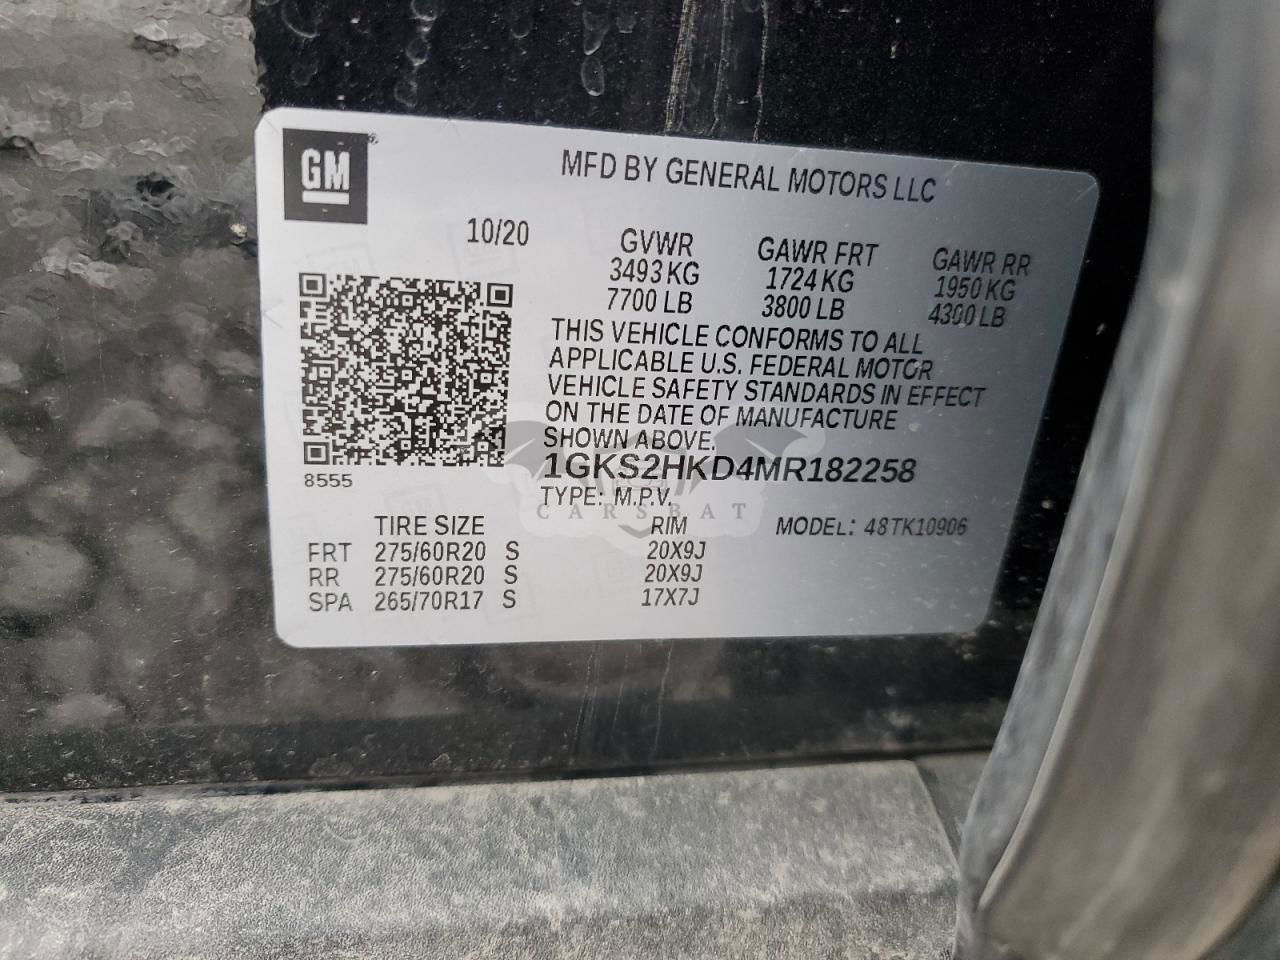 GM
MFD BY GENERAL MOTORS LLC
10/20
GVWR GAWR FRT GAWR RR
3493 KG 1724 KG 1950 KG
7700 LB 3800 LB 4300 LB
THIS VEHICLE CONFORMS TO ALL
APPLICABLE U.S. FEDERAL MOTOR
VEHICLE SAFETY STANDARDS IN EFFECT
ON THE DATE OF MANUFACTURE
SHOWN ABOVE.
1GKS2HKD4MR182258
8555
TYPE: M.P.V.
CARSBAT
TIRE SIZE RIM MODEL: 48TK10906
FRT 275/60R20 S 20X9J
RR 275/60R20 S 20X9J
SPA 265/70R17 S 17X7J